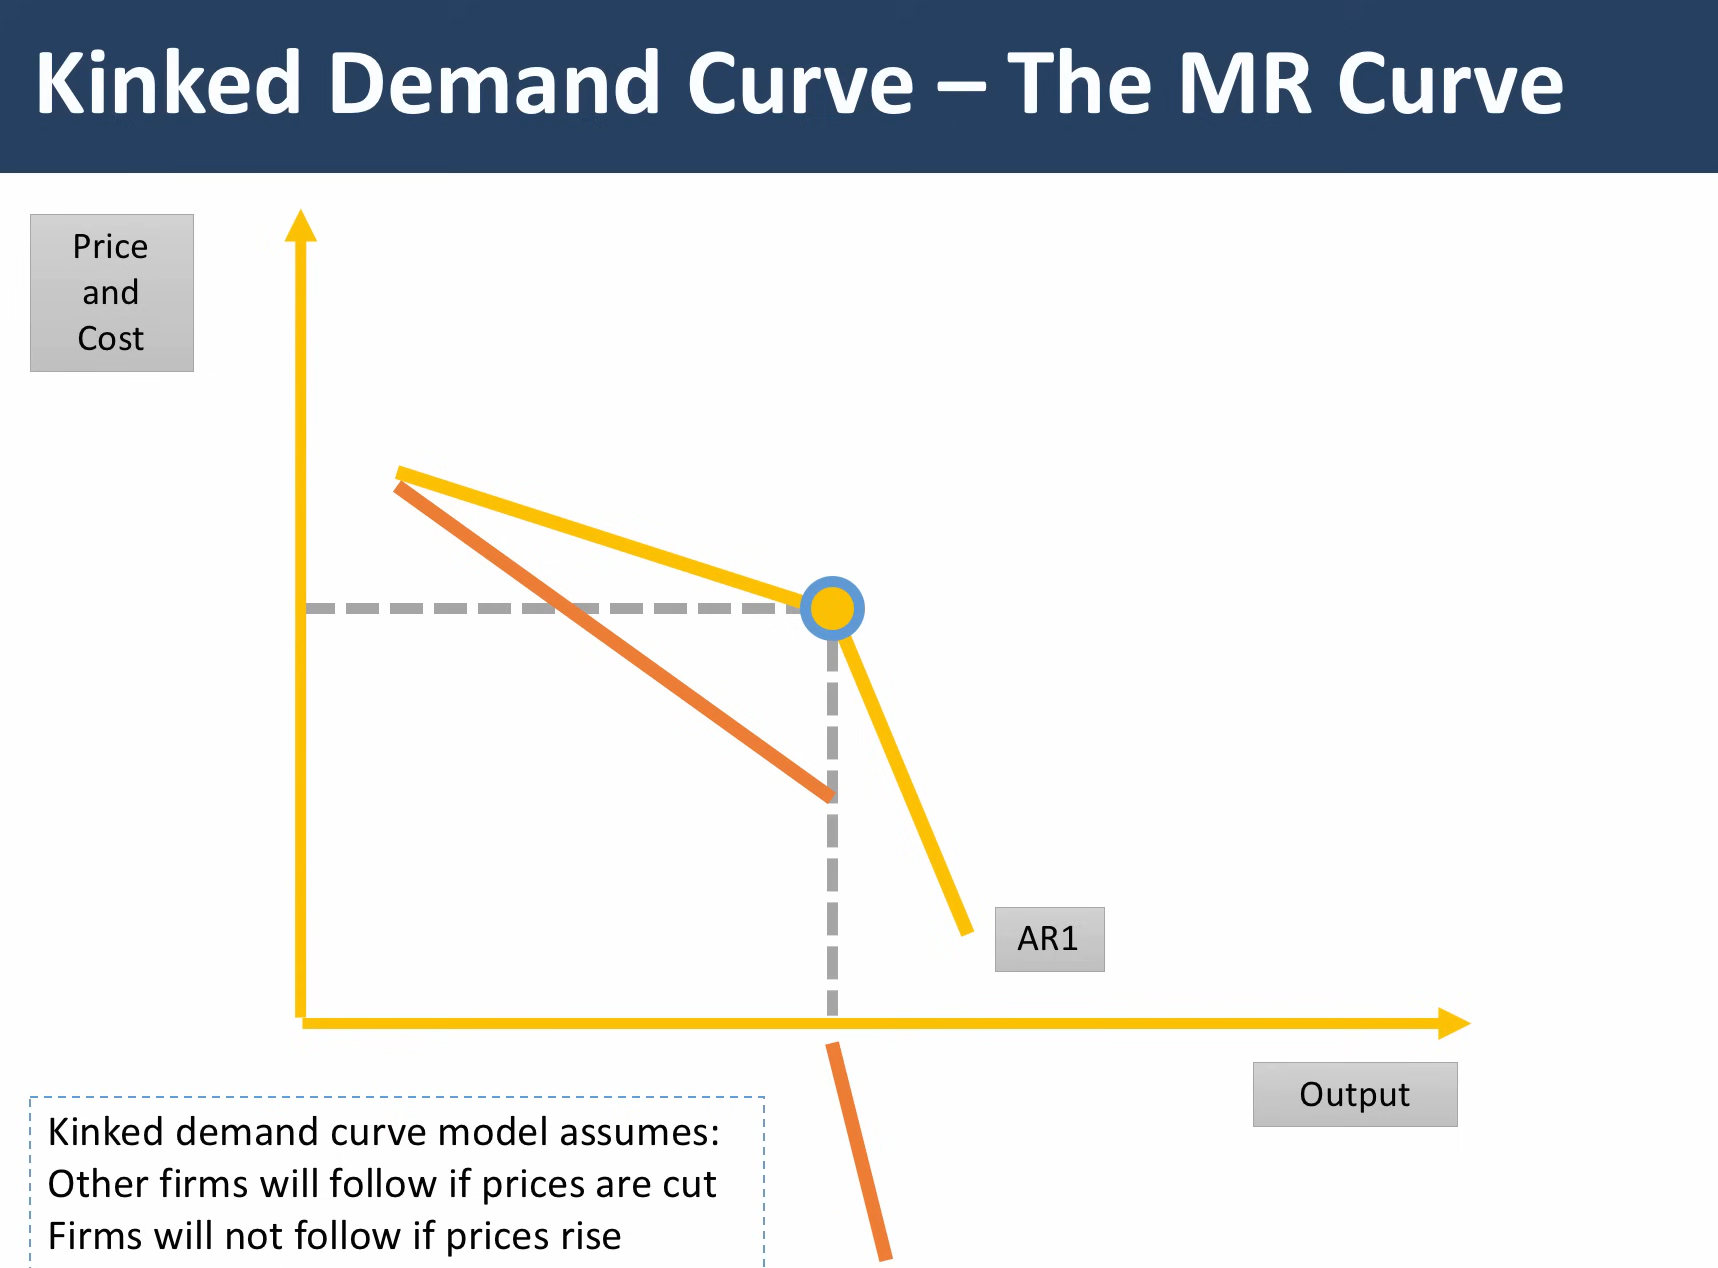 Kinked Demand Curve – The MR Curve
Price
and
Cost
AR1
Output
Kinked demand curve model assumes:
Other firms will follow if prices are cut
Firms will not follow if prices rise